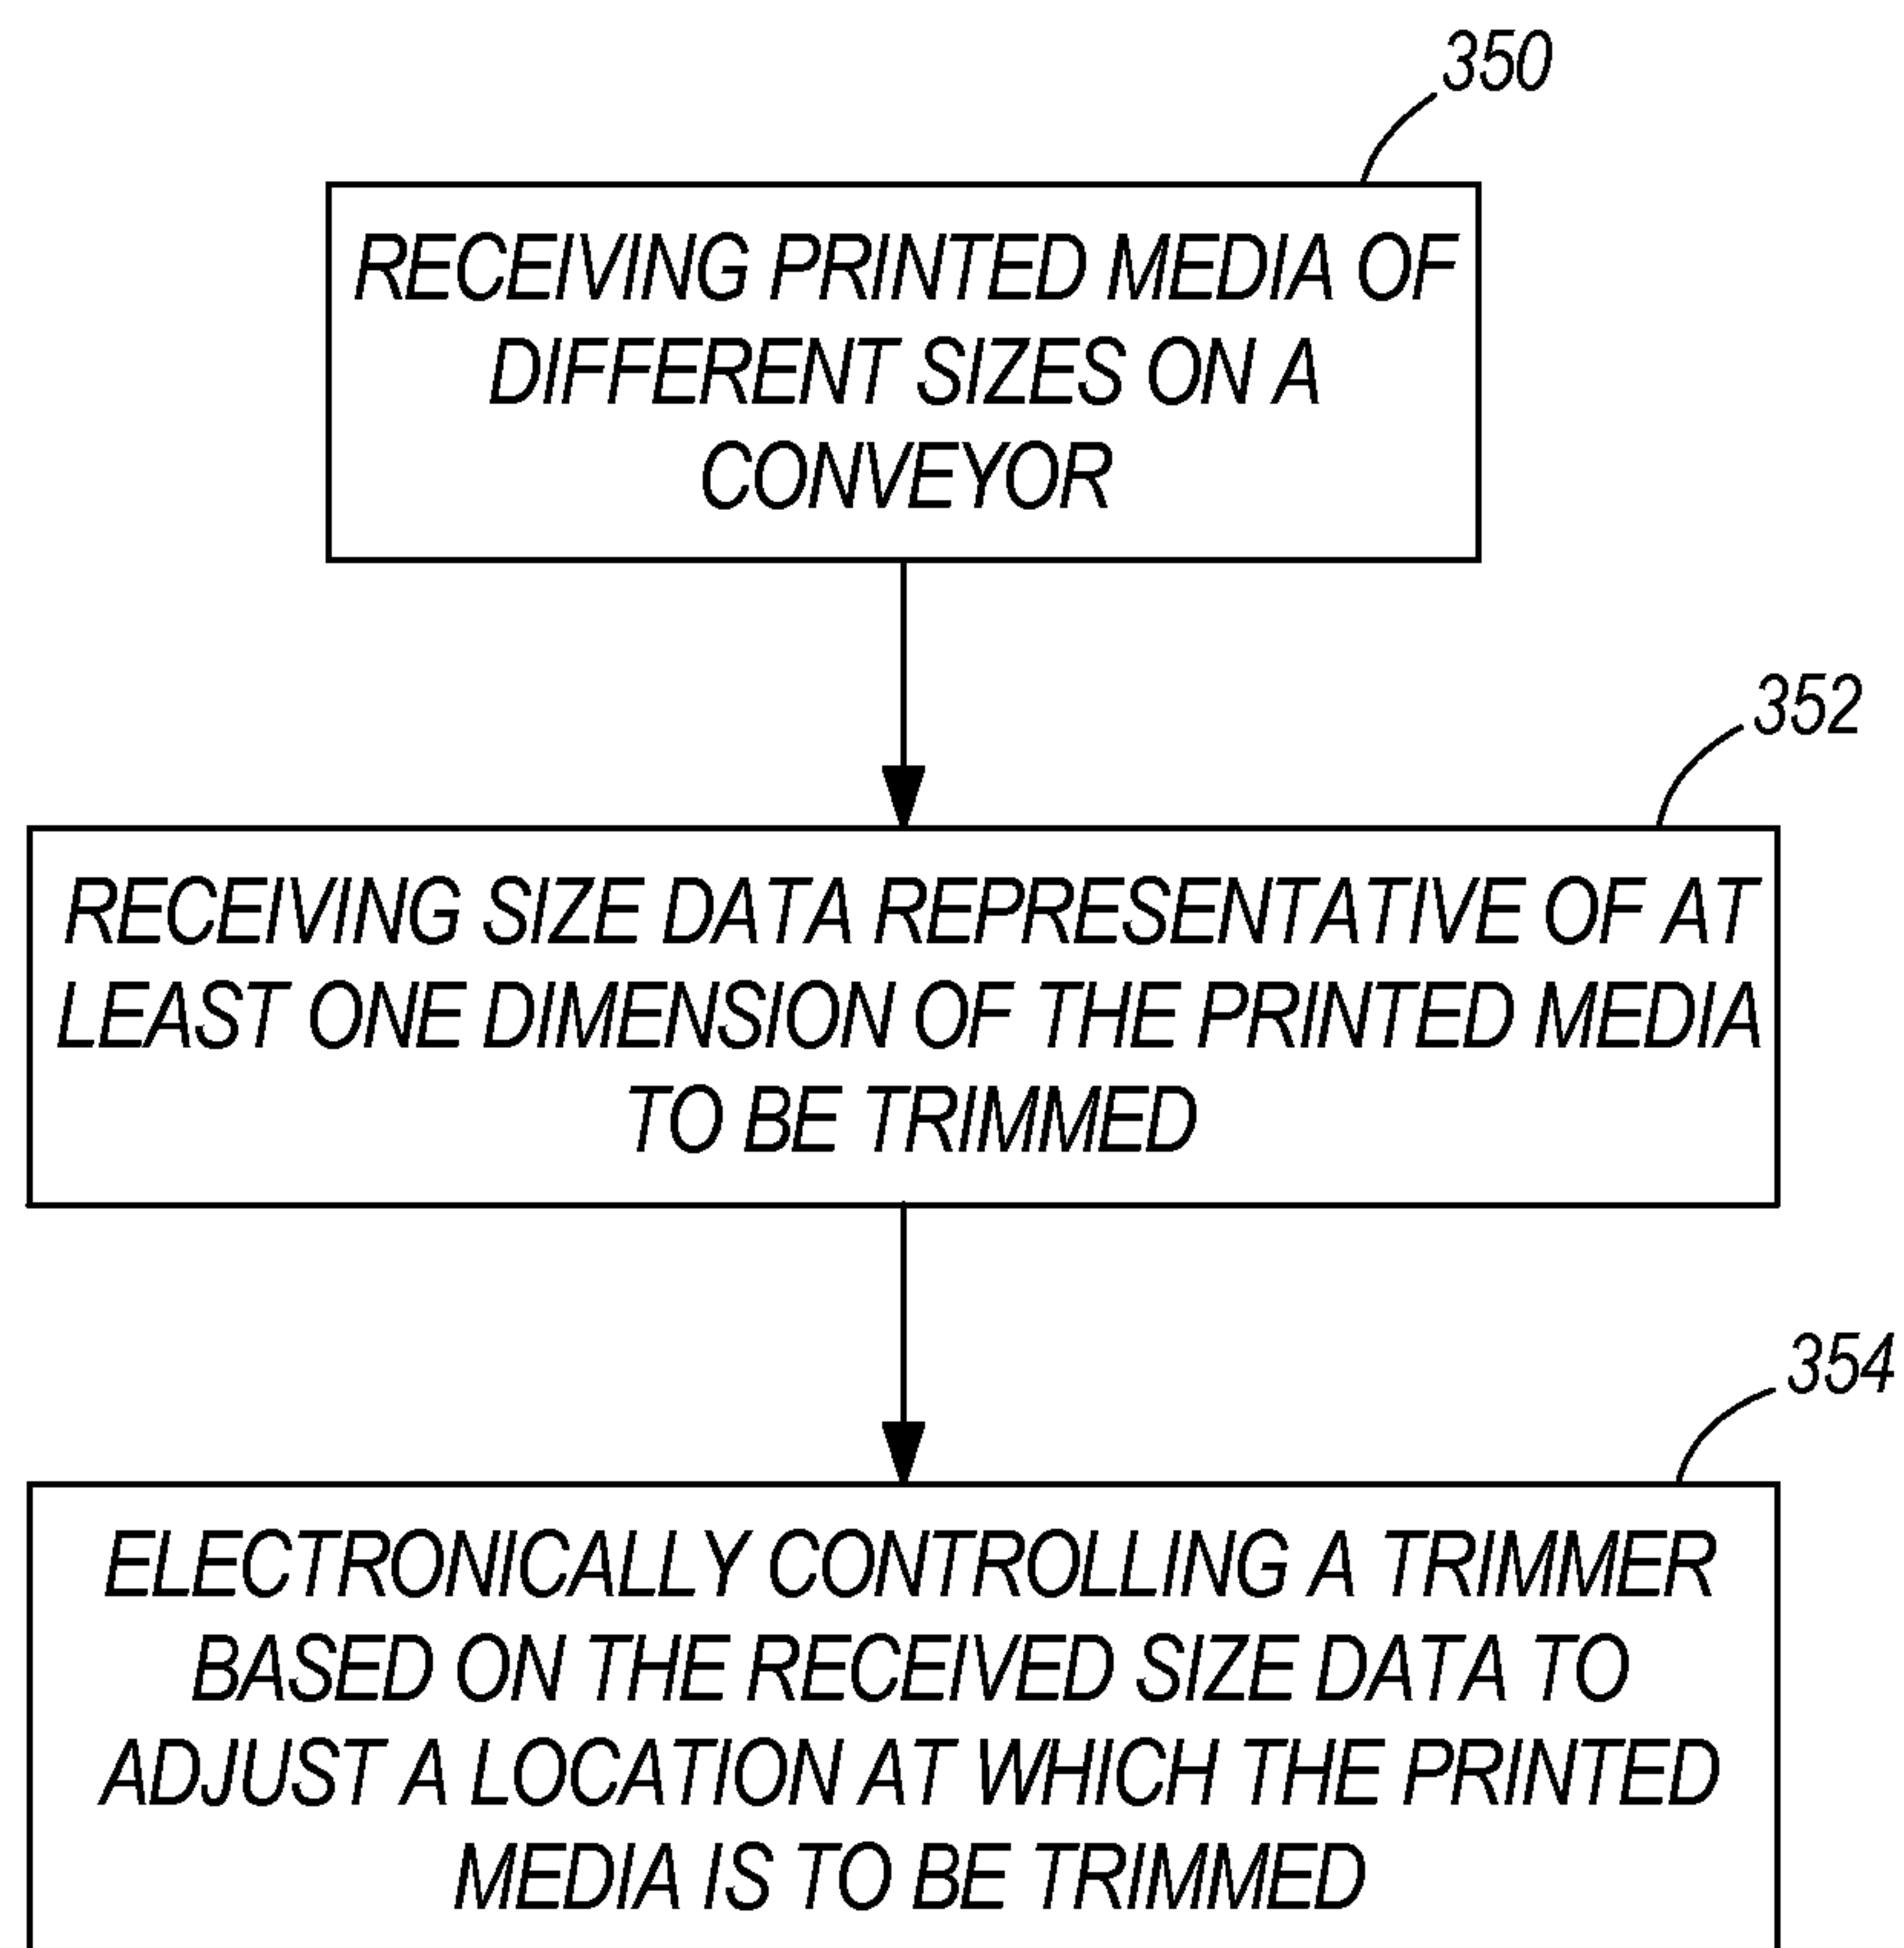 350
RECEIVING PRINTED MEDIA OF
DIFFERENT SIZES ON A
CONVEYOR
352
RECEIVING SIZE DATA REPRESENTATIVE OF AT
LEAST ONE DIMENSION OF THE PRINTED MEDIA
TO BE TRIMMED
354
ELECTRONICALLY CONTROLLING A TRIMMER
BASED ON THE RECEIVED SIZE DATA TO
ADJUST A LOCATION AT WHICH THE PRINTED
MEDIA IS TO BE TRIMMED